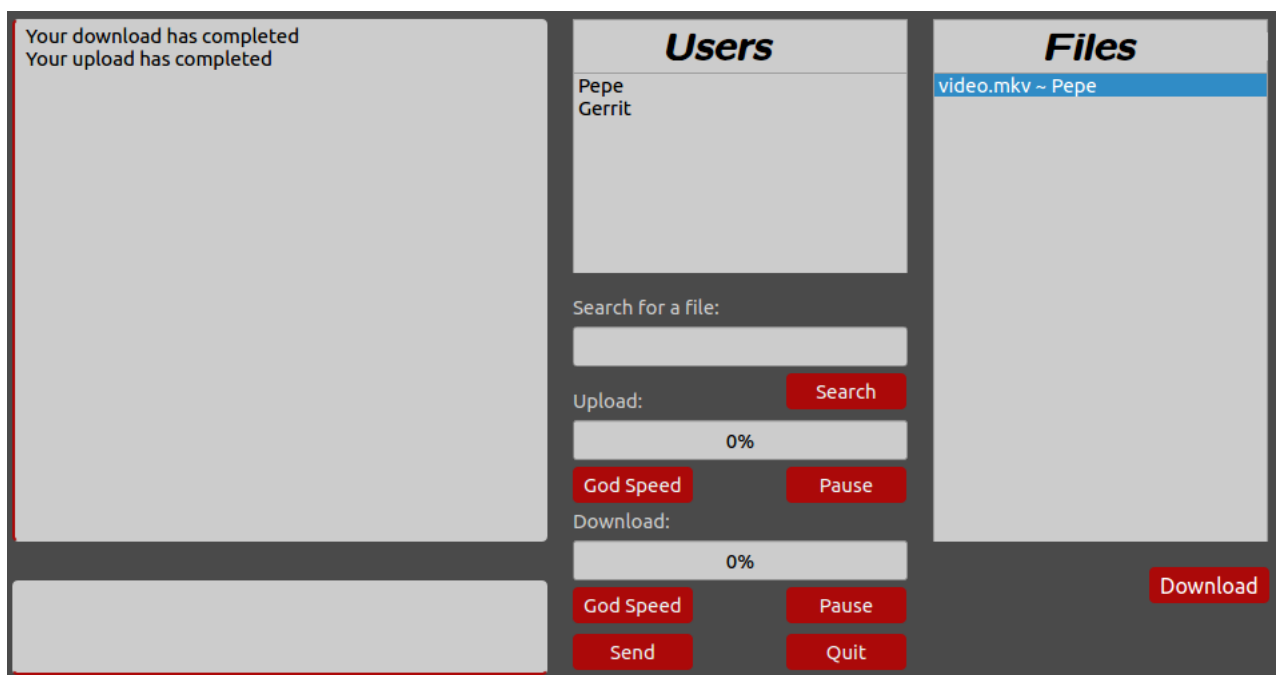 Your download has completed
Your upload has completed
Users
Pepe
Gerrit
Search for a file:
Search
Upload:
0%
God Speed
Pause
Download:
0%
God Speed
Pause
Send
Quit
Files
video.mkv ~ Pepe
Download